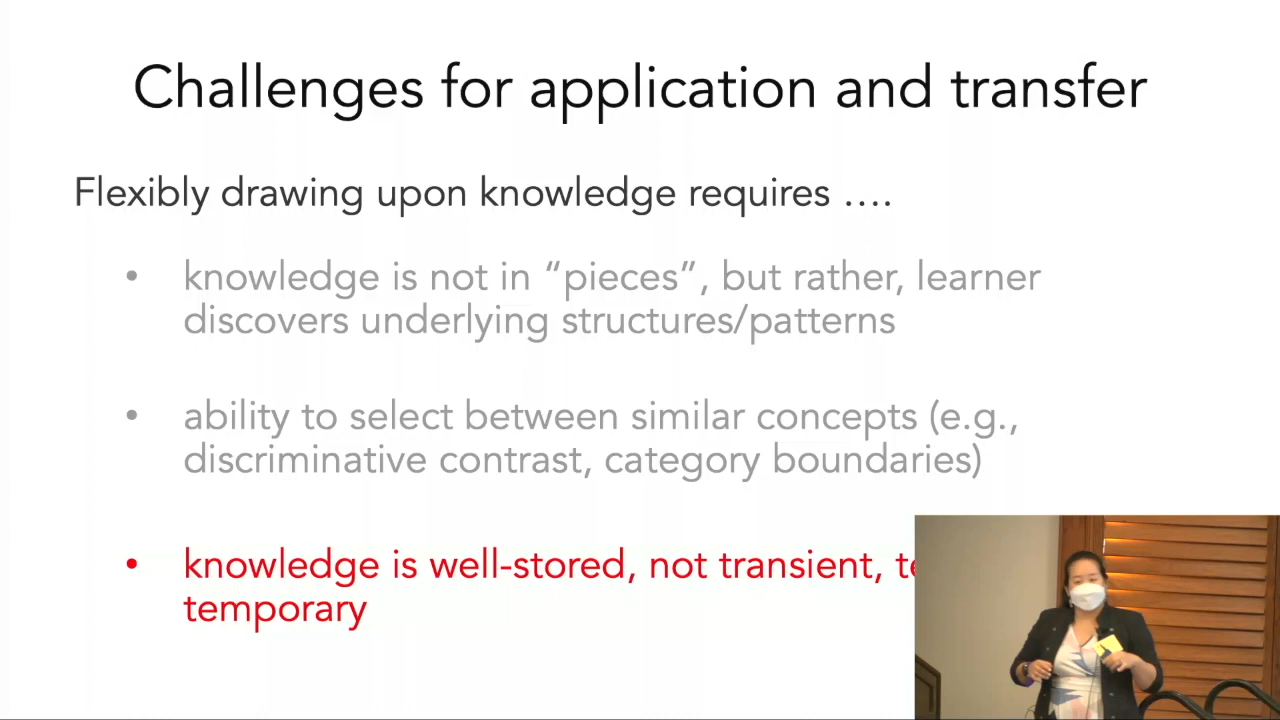 Challenges for application and transfer
Flexibly drawing upon knowledge requires ….
• knowledge is not in “pieces”, but rather, learner
discovers underlying structures/patterns
• ability to select between similar concepts (e.g.,
discriminative contrast, category boundaries)
• knowledge is well-stored, not transient,
temporary